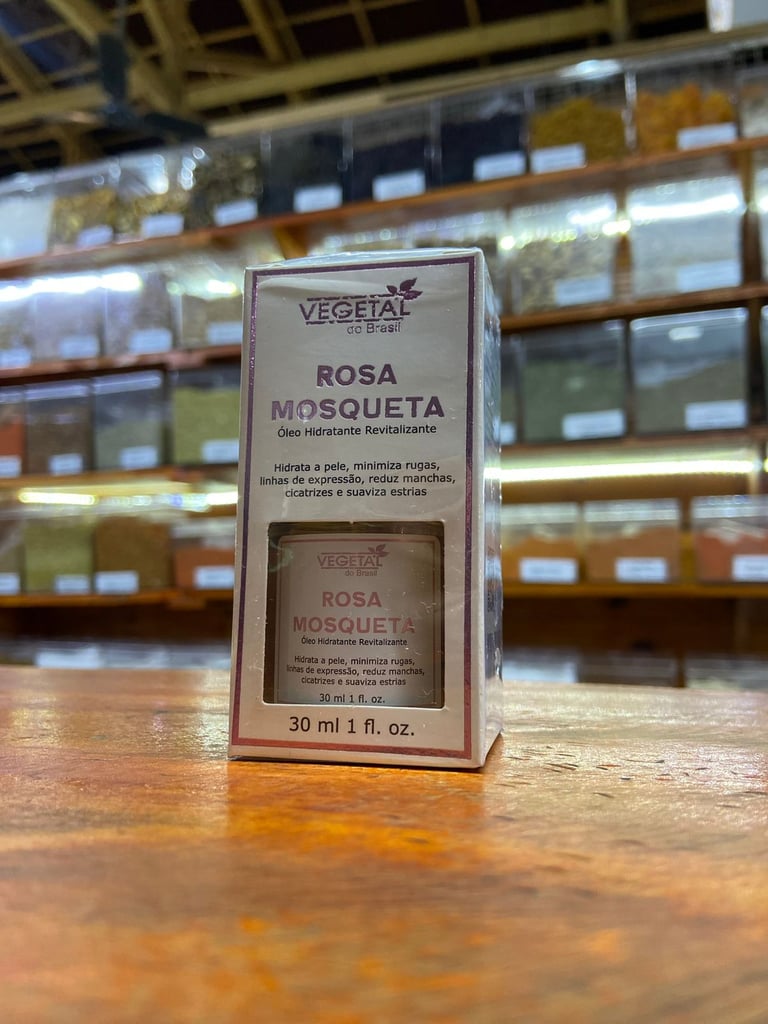 VEGETAL
do Brasil
ROSA
MOSQUETA
Óleo Hidratante Revitalizante
Hidrata a pele, minimiza rugas,
linhas de expressão, reduz manchas,
cicatrizes e suaviza estrias
VEGETAL
do Brasil
ROSA
MOSQUETA
Óleo Hidratante Revitalizante
Hidrata a pele, minimiza rugas,
linhas de expressão, reduz manchas,
cicatrizes e suaviza estrias
30 ml 1 fl. oz.
30 ml 1 fl. oz.